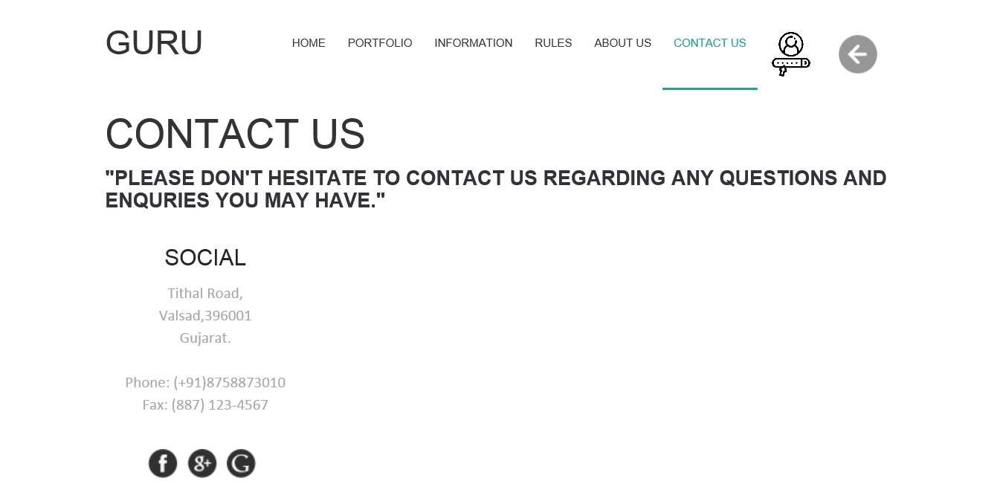 GURU
HOME PORTFOLIO INFORMATION RULES ABOUT US CONTACT US
CONTACT US
"PLEASE DON'T HESITATE TO CONTACT US REGARDING ANY QUESTIONS AND
ENQURIES YOU MAY HAVE."
SOCIAL
Tithal Road,
Valsad,396001
Gujarat.
Phone: (+91)8758873010
Fax: (887) 123-4567
f g+ G